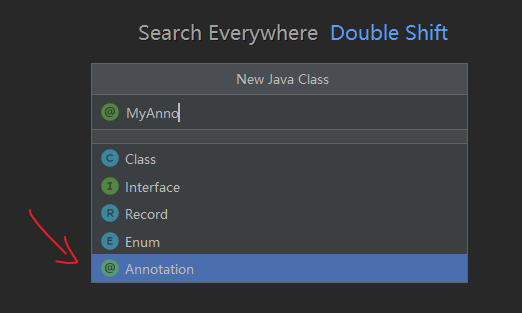 Search Everywhere Double Shift
New Java Class
@ MyAnno
C Class
I Interface
R Record
E Enum
@ Annotation